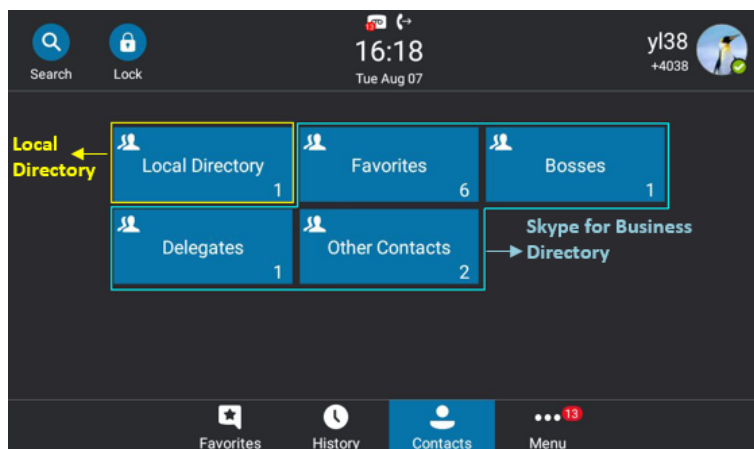 16:18
yl38
+4038
Search
Lock
Tue Aug 07
Local
Directory
Local Directory
1
Favorites
6
Bosses
1
Delegates
1
Other Contacts
2
Skype for Business
Directory
13
Favorites
History
Contacts
Menu